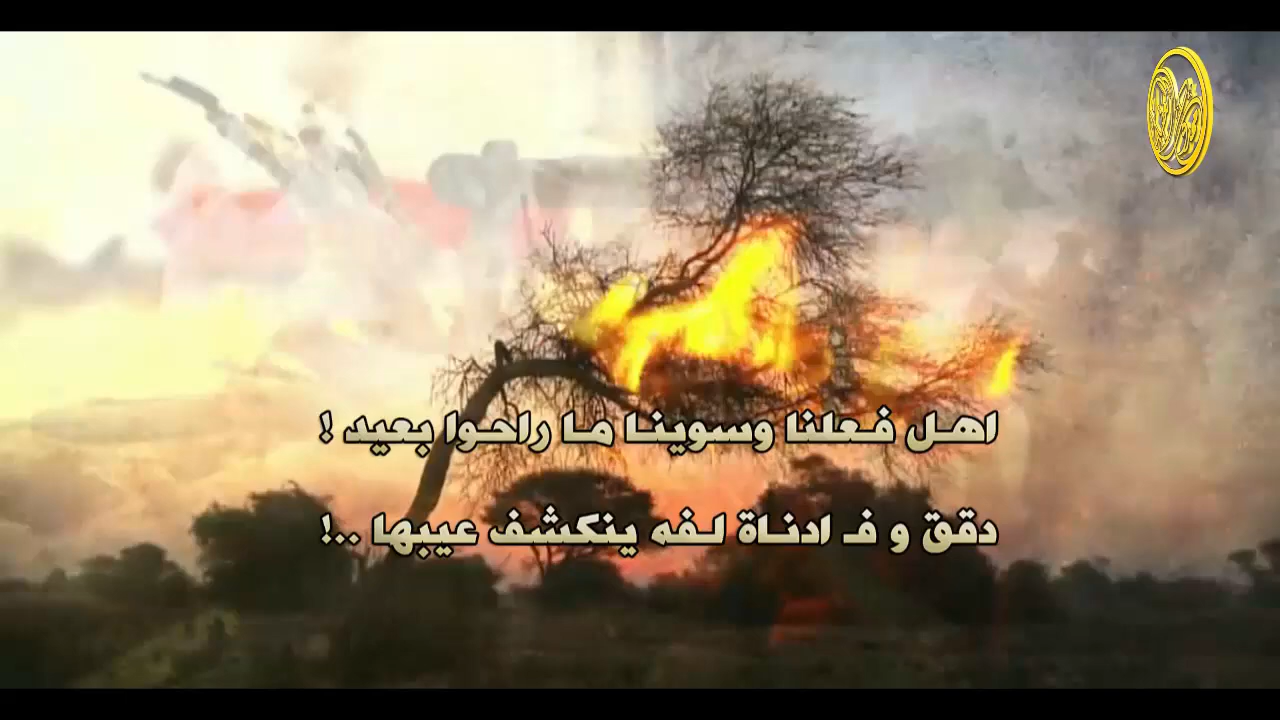 اهل فعلنا وسوينا ما راحوا بعيد !
دقق و فـ ادناة لفه ينكشف عيبها ..!